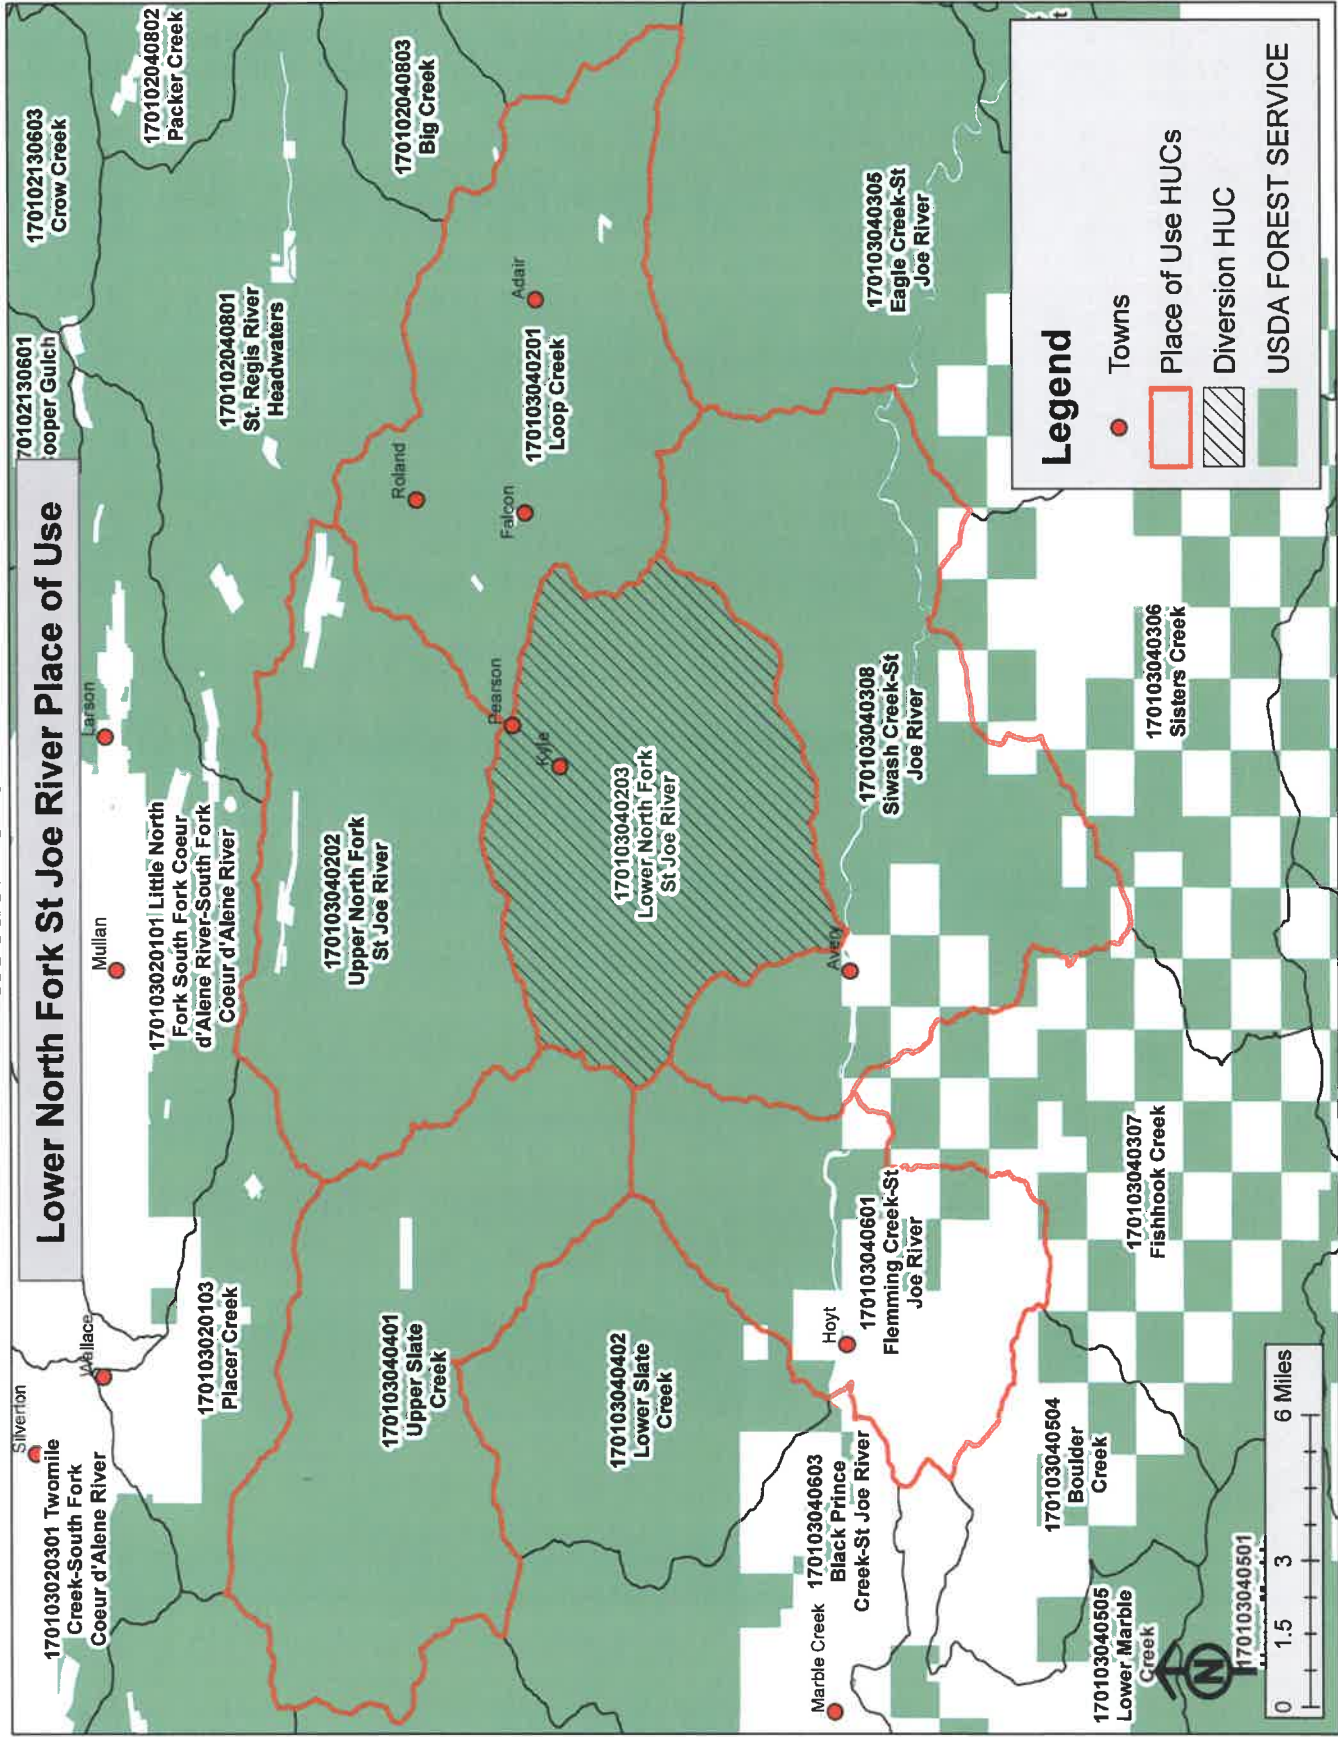 Lower North Fork St Joe River Place of Use
Silverton
Wallace
Mullan
Larson
170103020301 Twomile
Creek-South Fork
Coeur d'Alene River
170103020103
Placer Creek
170103020101 Little North
Fork South Fork Coeur
d'Alene River-South Fork
Coeur d'Alene River
170102040801
St. Regis River
Headwaters
170102130603
Crow Creek
170102040802
Packer Creek
170102040803
Big Creek
170103040401
Upper Slate
Creek
170103040202
Upper North Fork
St Joe River
Roland
Falcon
Adair
170103040201
Loop Creek
Pearson
Kyle
170103040402
Lower Slate
Creek
170103040203
Lower North Fork
St Joe River
Avery
Hoyt
Marble Creek
170103040603
Black Prince
Creek-St Joe River
170103040601
Flemming Creek-St
Joe River
170103040308
Siwash Creek-St
Joe River
170103040305
Eagle Creek-St
Joe River
170103040504
Boulder
Creek
170103040307
Fishhook Creek
170103040306
Sisters Creek
170103040505
Lower Marble
Creek
170103040501
N
0 1.5 3 6 Miles
Legend
Towns
Place of Use HUCs
Diversion HUC
USDA FOREST SERVICE